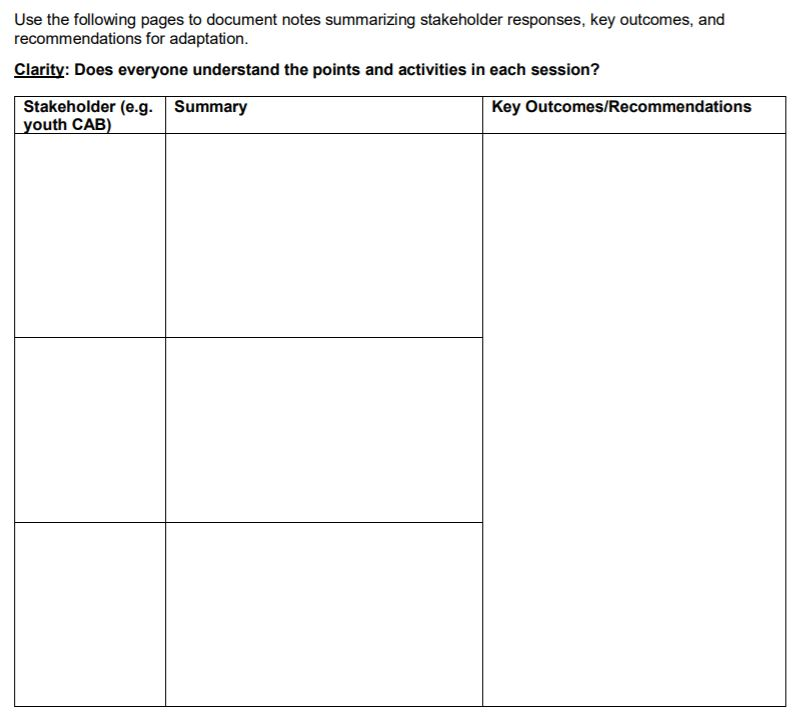 Use the following pages to document notes summarizing stakeholder responses, key outcomes, and
recommendations for adaptation.
Clarity: Does everyone understand the points and activities in each session?
Stakeholder (e.g.
youth CAB)
Summary
Key Outcomes/Recommendations